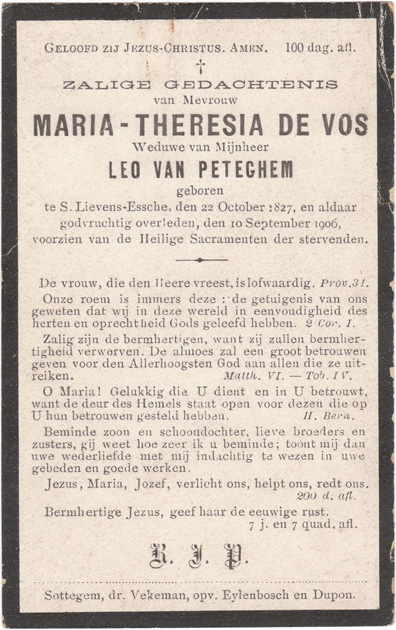 GELOOFD ZIJ JEZUS-CHRISTUS. AMEN. 100 dag. afl.
ZALIGE GEDACHTENIS
van Mevrouw
MARIA-THERESIA DE VOS
Weduwe van Mijnheer
LEO VAN PETEGHEM
geboren
te S. Lievens-Essche, den 22 October 1827, en aldaar
godvruchtig overleden, den 10 September 1906,
voorzien van de Heilige Sacramenten der stervenden.
De vrouw, die den Heere vreest, is lofwaardig. Prov. 31.
Onze roem is immers deze : de getuigenis van ons
geweten dat wij in deze wereld in eenvoudigheid des
herten en oprechtheid Gods geleefd hebben. 2 Cor. I.
Zalig zijn de bermhertigen, want zij zullen bermher-
tigheid verwerven. De almoes zal een groot betrouwen
geven voor den Allerhoogsten God aan allen die ze uit-
reiken. Matth. VI. — Tob. IV.
O Maria! Gelukkig die U dient en in U betrouwt,
want de deur des Hemels staat open voor dezen die op
U hun betrouwen gesteld hebben. H. Bern.
Beminde zoon en schoondochter, lieve broeders en
zusters, gij weet hoe zeer ik u beminde; toont mij dan
uw wederliefde met mij indachtig te wezen in uwe
gebeden en goede werken.
Jezus, Maria, Jozef, verlicht ons, helpt ons, redt ons.
200 d. afl.
Bermhertige Jezus, geef haar de eeuwige rust.
7 j. en 7 quad. afl.
R. I. P.
Sottegem, dr. Vekeman, opv. Eylenbosch en Dupon.